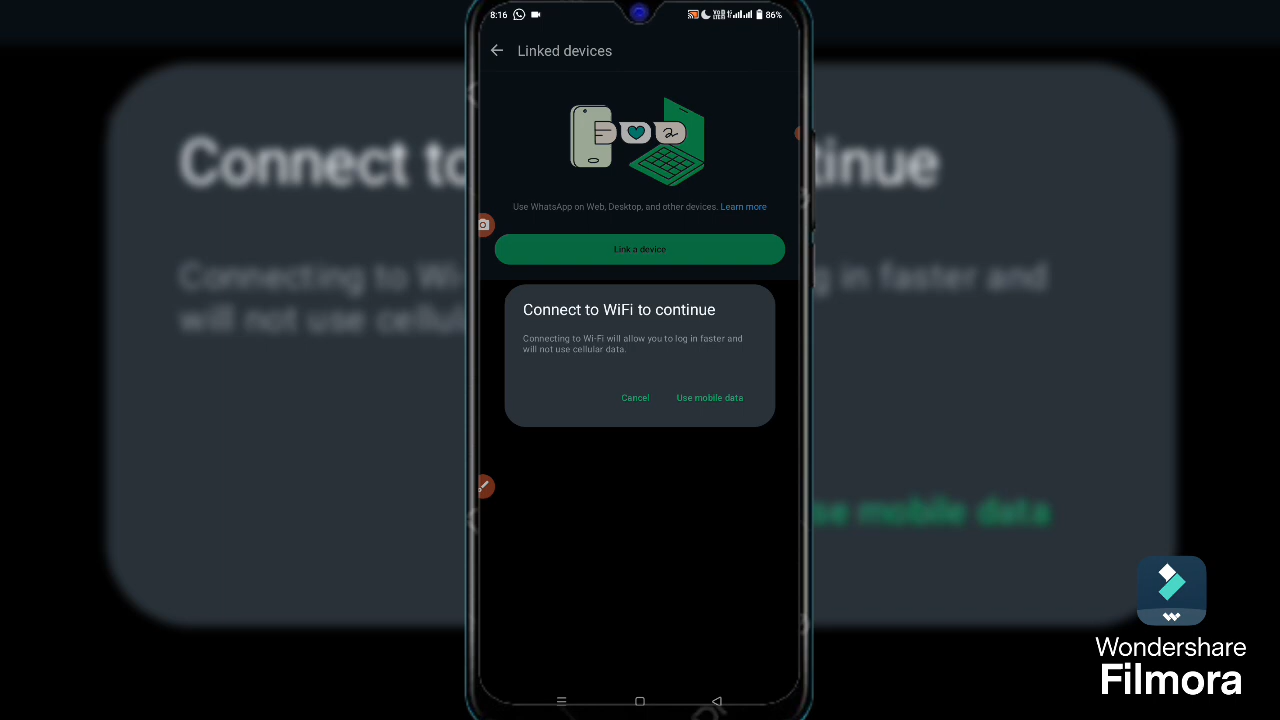 8:16
86%
Linked devices
Use WhatsApp on Web, Desktop, and other devices. Learn more
Link a device
Connect to WiFi to continue
Connecting to Wi-Fi will allow you to log in faster and
will not use cellular data.
Cancel
Use mobile data
Connect to
tinue
Connecting to Wi-
g in faster and
will not use cellul
se mobile data
Wondershare
Filmora